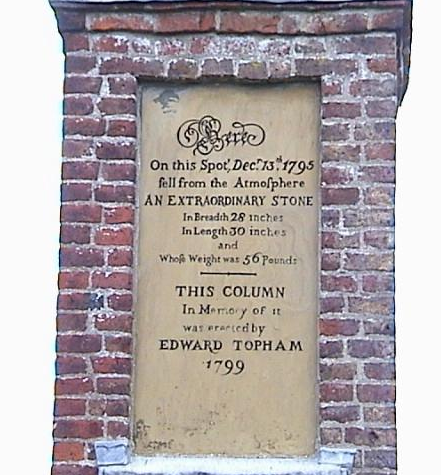 Here
On this Spot, Decr. 13th. 1795
fell from the Atmoſphere
AN EXTRAORDINARY STONE
In Breadth 28 inches
In Length 30 inches
and
Whoſe Weight was 56 Pounds
THIS COLUMN
In Memory of it
was erected by
EDWARD TOPHAM
1799